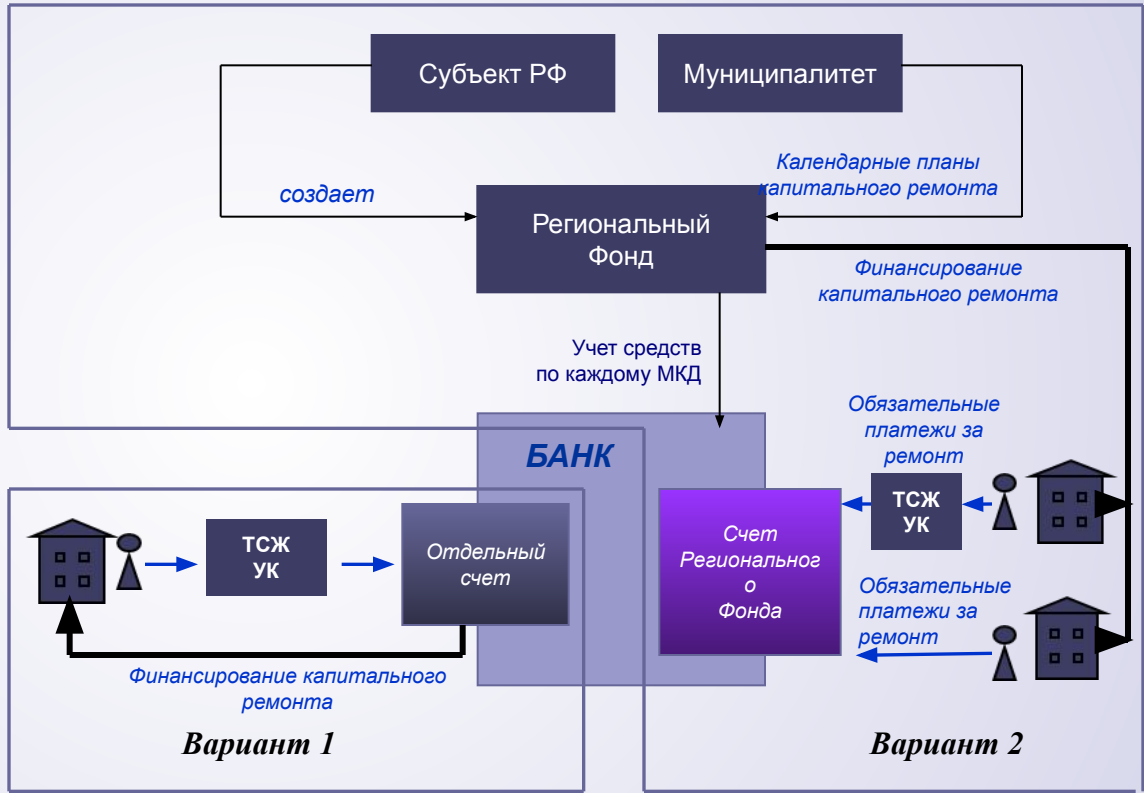 Субъект РФ
Муниципалитет
Календарные планы
капитального ремонта
создает
Региональный
Фонд
Финансирование
капитального ремонта
Учет средств
по каждому МКД
Обязательные
платежи за
ремонт
БАНК
ТСЖ
УК
Отдельный
счет
ТСЖ
УК
Счет
Региональног
о
Фонда
Обязательные
платежи за
ремонт
Финансирование капитального
ремонта
Вариант 1
Вариант 2